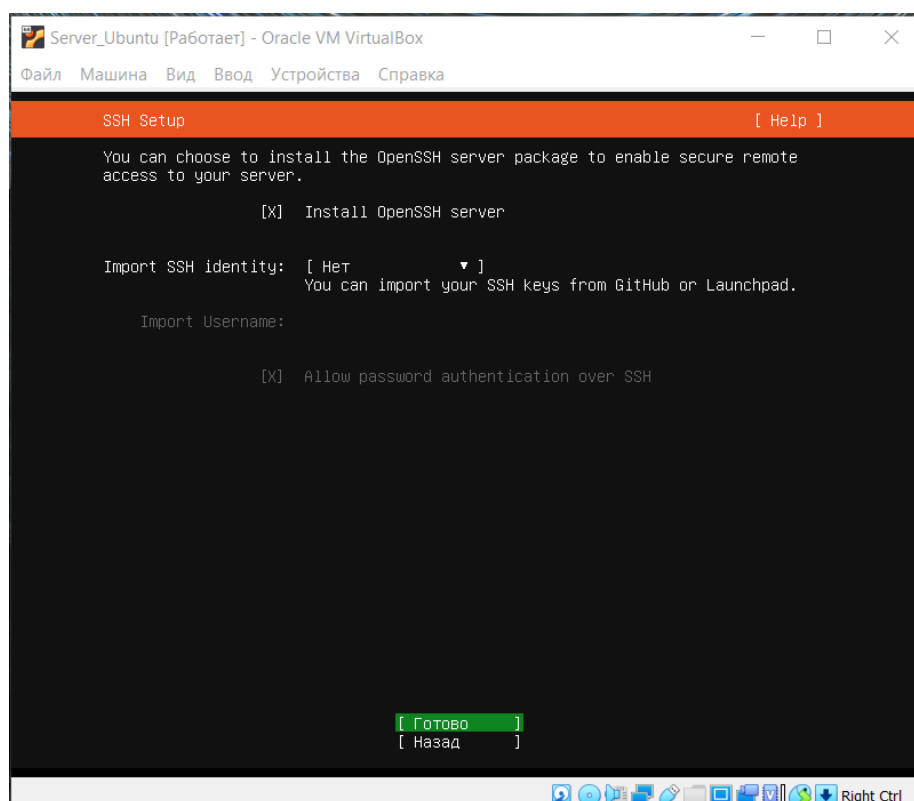 Server_Ubuntu [Работает] - Oracle VM VirtualBox
Файл Машина Вид Ввод Устройства Справка
SSH Setup [ Help ]
You can choose to install the OpenSSH server package to enable secure remote
access to your server.
[X] Install OpenSSH server
Import SSH identity: [ Нет ▾ ]
You can import your SSH keys from GitHub or Launchpad.
Import Username:
[X] Allow password authentication over SSH
[ Готово ]
[ Назад ]
Right Ctrl